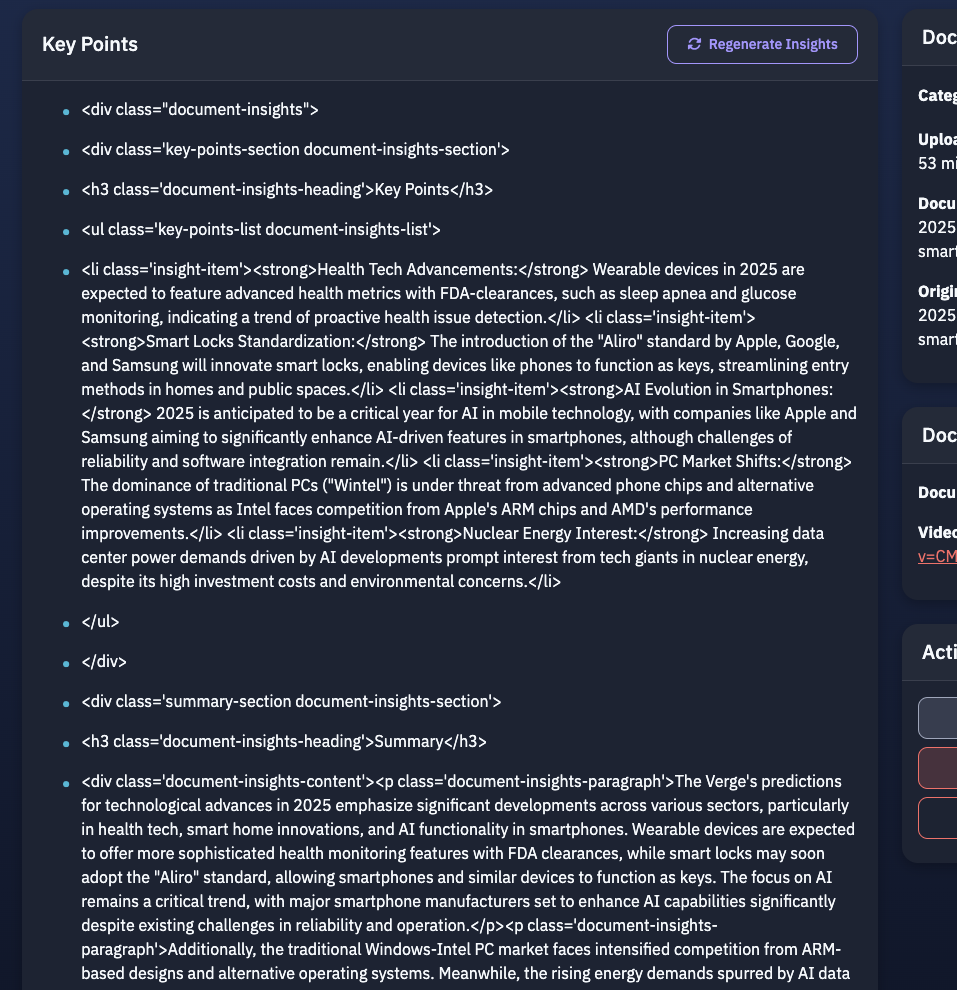 Key Points
Regenerate Insights
<div class="document-insights">
<div class='key-points-section document-insights-section'>
<h3 class='document-insights-heading'>Key Points</h3>
<ul class='key-points-list document-insights-list'>
<li class='insight-item'><strong>Health Tech Advancements:</strong> Wearable devices in 2025 are
expected to feature advanced health metrics with FDA-clearances, such as sleep apnea and glucose
monitoring, indicating a trend of proactive health issue detection.</li> <li class='insight-item'>
<strong>Smart Locks Standardization:</strong> The introduction of the "Aliro" standard by Apple, Google,
and Samsung will innovate smart locks, enabling devices like phones to function as keys, streamlining entry
methods in homes and public spaces.</li> <li class='insight-item'><strong>AI Evolution in Smartphones:
</strong> 2025 is anticipated to be a critical year for AI in mobile technology, with companies like Apple and
Samsung aiming to significantly enhance AI-driven features in smartphones, although challenges of
reliability and software integration remain.</li> <li class='insight-item'><strong>PC Market Shifts:</strong>
The dominance of traditional PCs ("Wintel") is under threat from advanced phone chips and alternative
operating systems as Intel faces competition from Apple's ARM chips and AMD's performance
improvements.</li> <li class='insight-item'><strong>Nuclear Energy Interest:</strong> Increasing data
center power demands driven by AI developments prompt interest from tech giants in nuclear energy,
despite its high investment costs and environmental concerns.</li>
</ul>
</div>
<div class='summary-section document-insights-section'>
<h3 class='document-insights-heading'>Summary</h3>
<div class='document-insights-content'><p class='document-insights-paragraph'>The Verge's predictions
for technological advances in 2025 emphasize significant developments across various sectors, particularly
in health tech, smart home innovations, and AI functionality in smartphones. Wearable devices are expected
to offer more sophisticated health monitoring features with FDA clearances, while smart locks may soon
adopt the "Aliro" standard, allowing smartphones and similar devices to function as keys. The focus on AI
remains a critical trend, with major smartphone manufacturers set to enhance AI capabilities significantly
despite existing challenges in reliability and operation.</p><p class='document-insights-
paragraph'>Additionally, the traditional Windows-Intel PC market faces intensified competition from ARM-
based designs and alternative operating systems. Meanwhile, the rising energy demands spurred by AI data
Doc
Categ
Uploa
53 mi
Docu
2025
smart
Origin
2025
smart
Doc
Docu
Video
v=CM
Acti